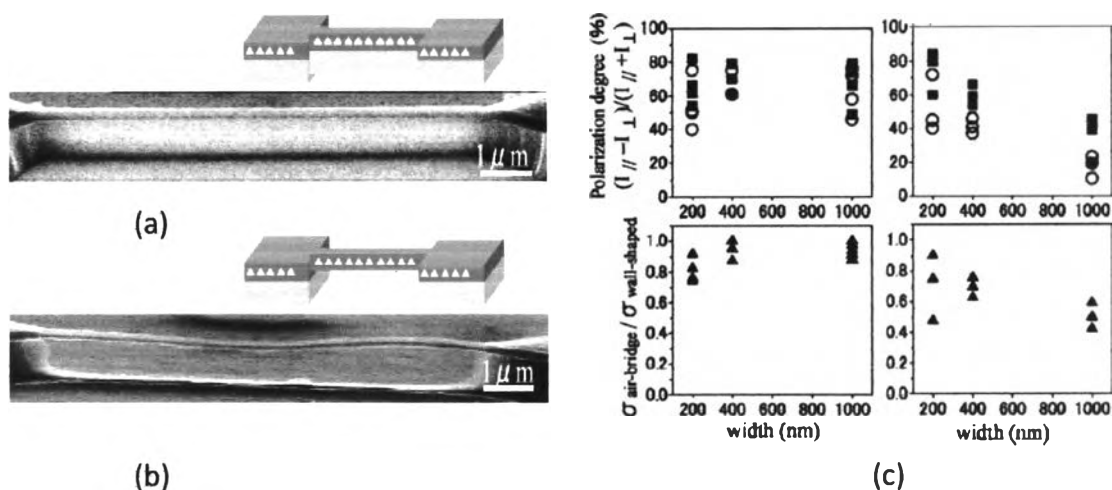 1 μm
(a)
1 μm
(b)
Polarization degree (%)
(I // − I ⊥)/(I // + I ⊥)
100
80
60
40
20
0
100
80
60
40
20
0
200 400 600 800 1000
200 400 600 800 1000
σ air-bridge / σ wall-shaped
1.0
0.8
0.6
0.4
0.2
0.0
1.0
0.8
0.6
0.4
0.2
0.0
200 400 600 800 1000
200 400 600 800 1000
width (nm)
width (nm)
(c)